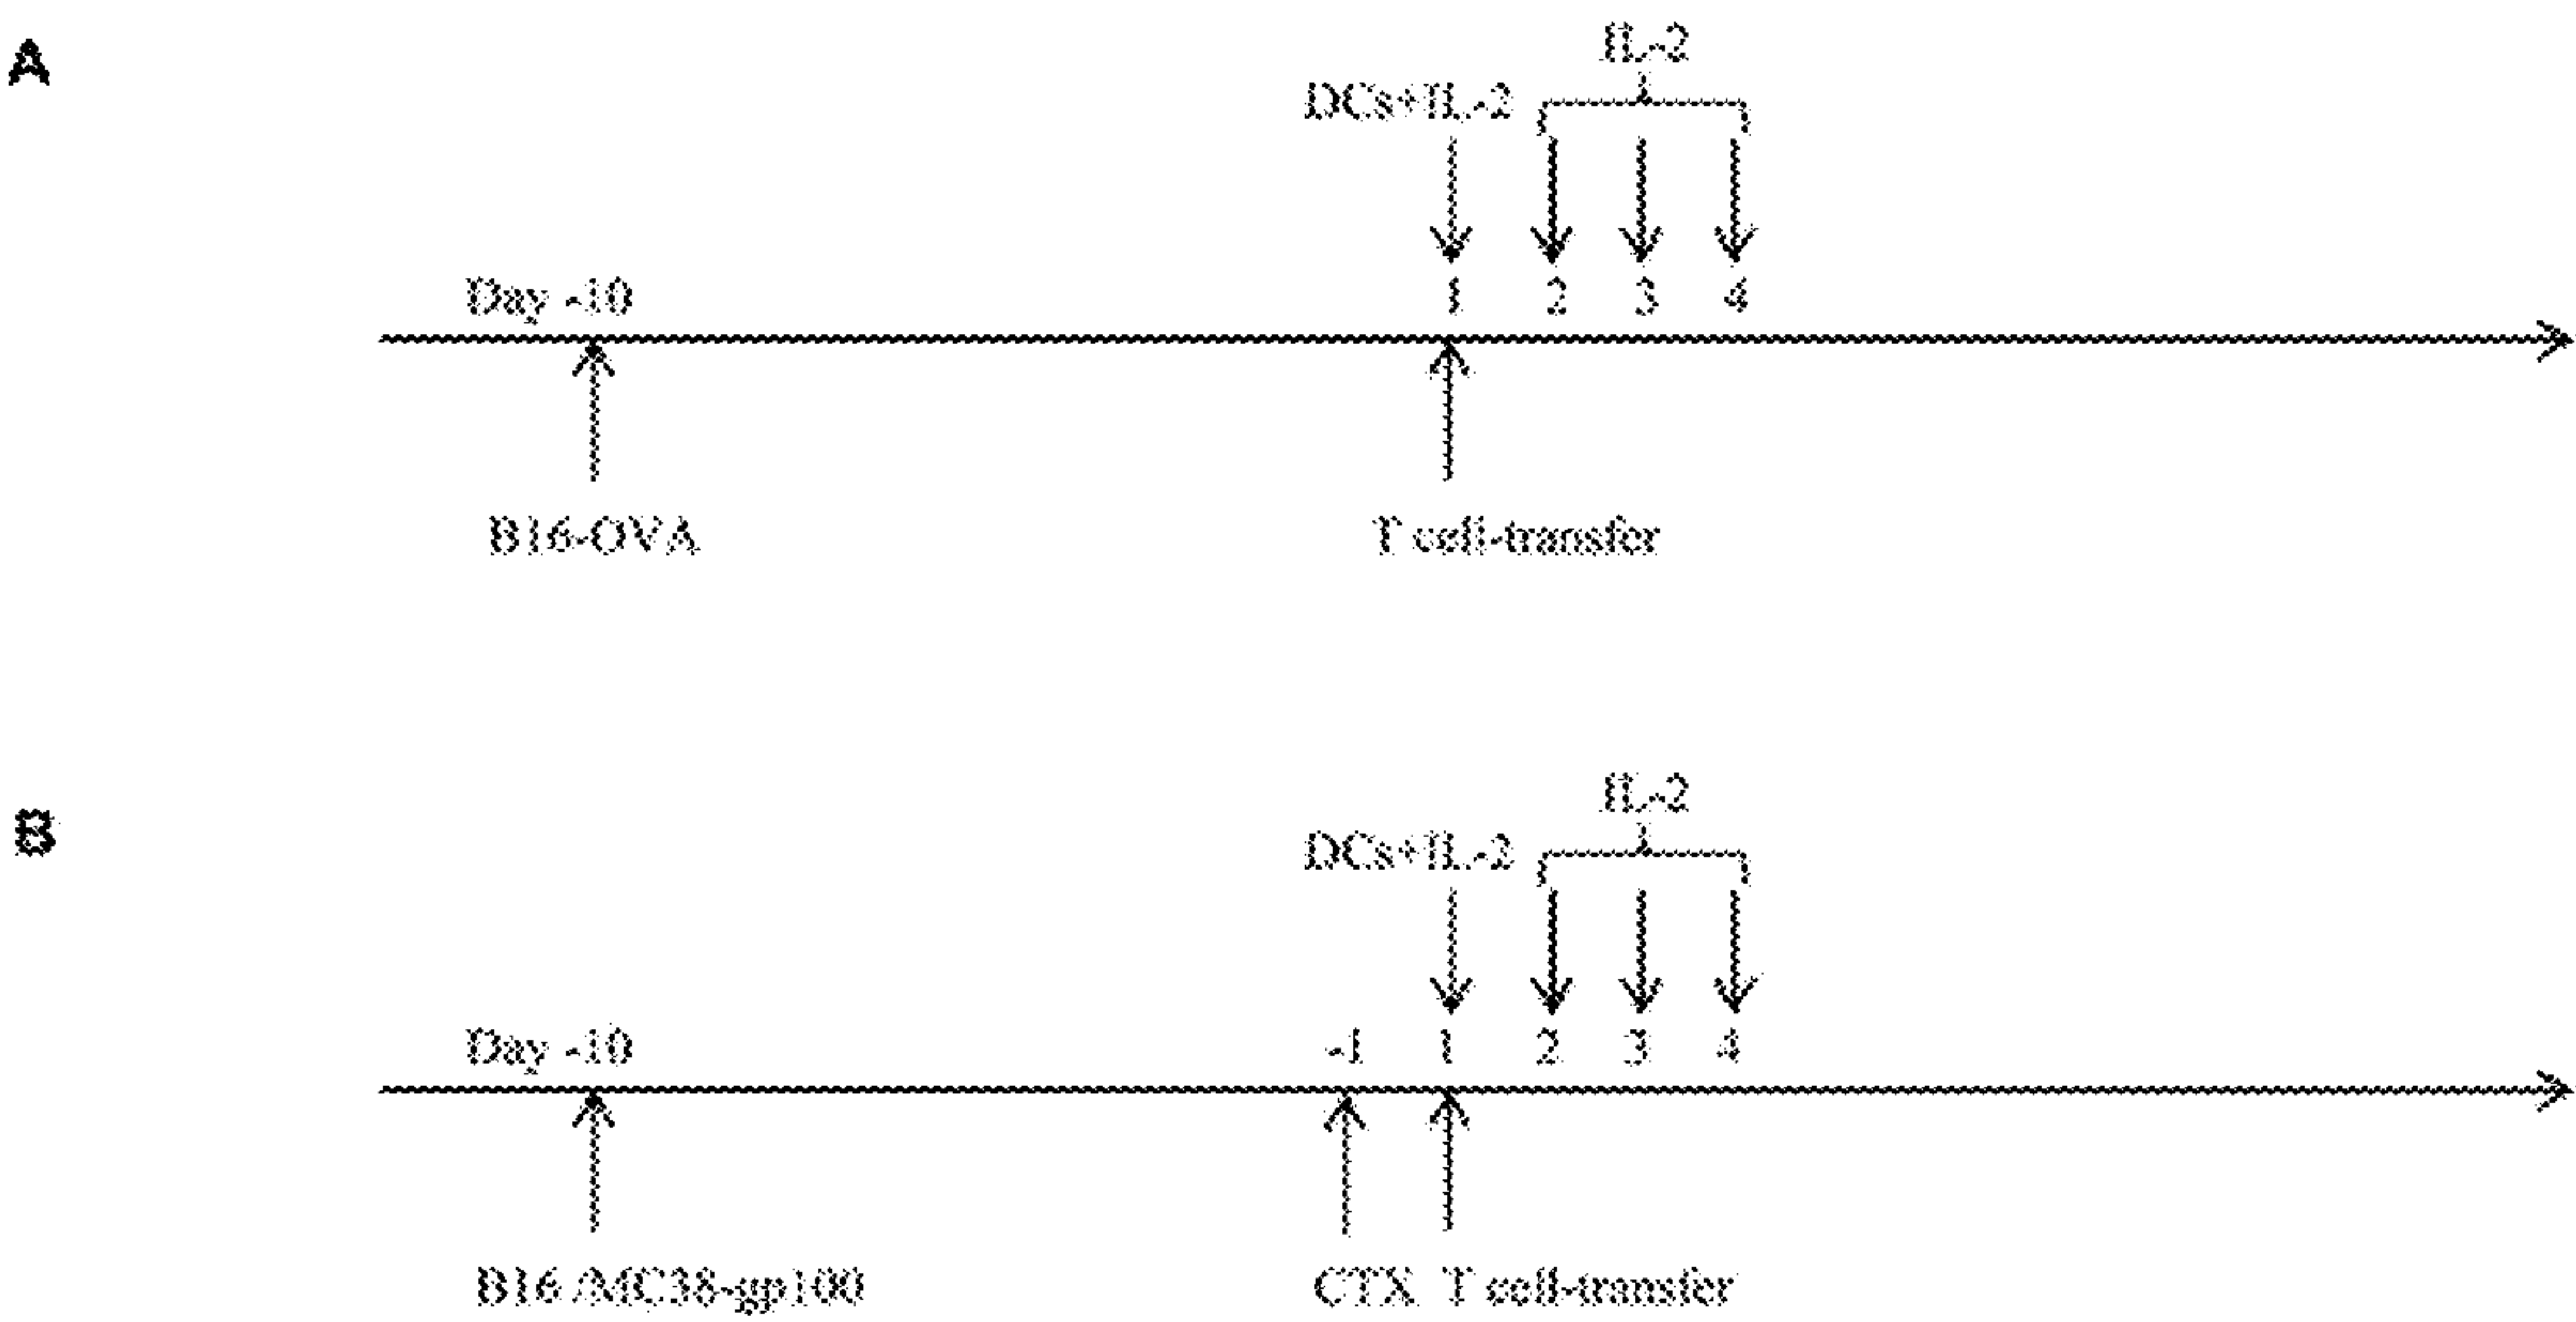 A
IL-2
DCs+IL-2
Day -10
1 2 3 4
B16-OVA
T cell-transfer
B
IL-2
DCs+IL-2
Day -10
-1 1 2 3 4
B16 /MC38-gp100
CTX T cell-transfer